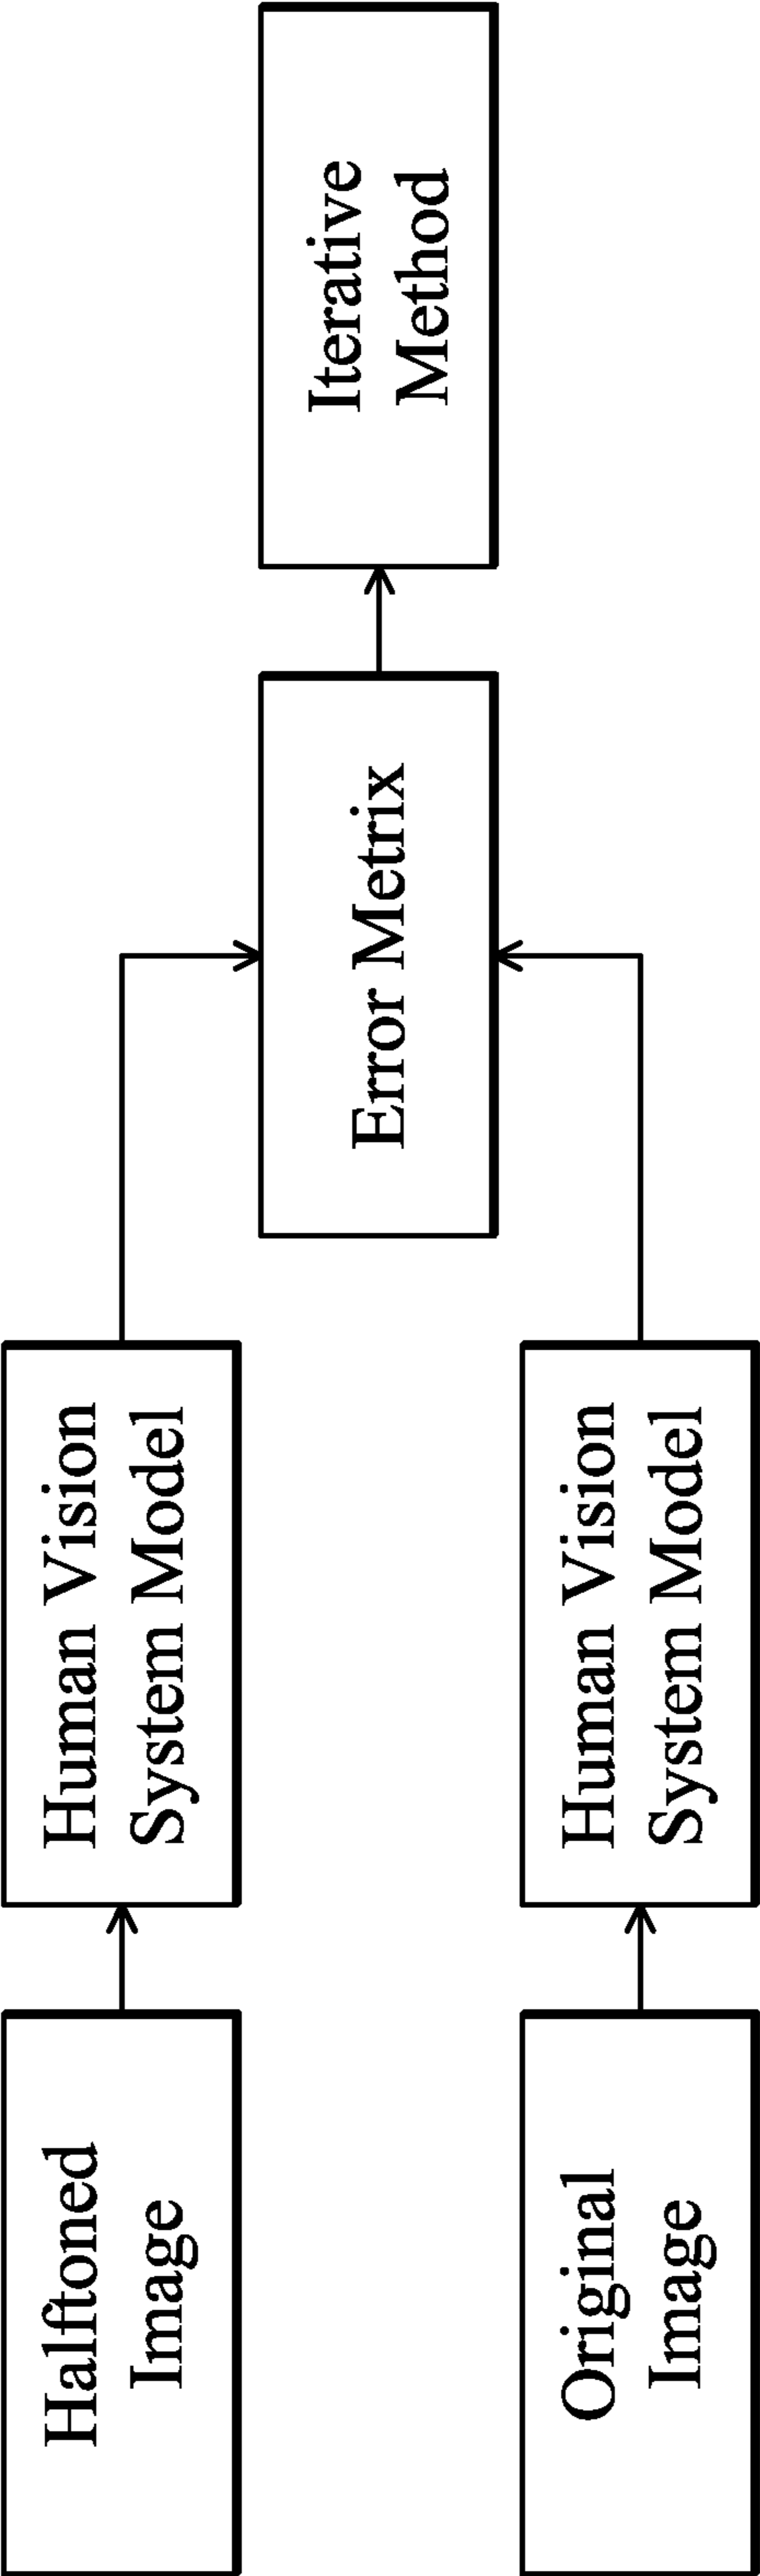 Halftoned
Image
Human Vision
System Model
Original
Image
Human Vision
System Model
Error Metrix
Iterative
Method